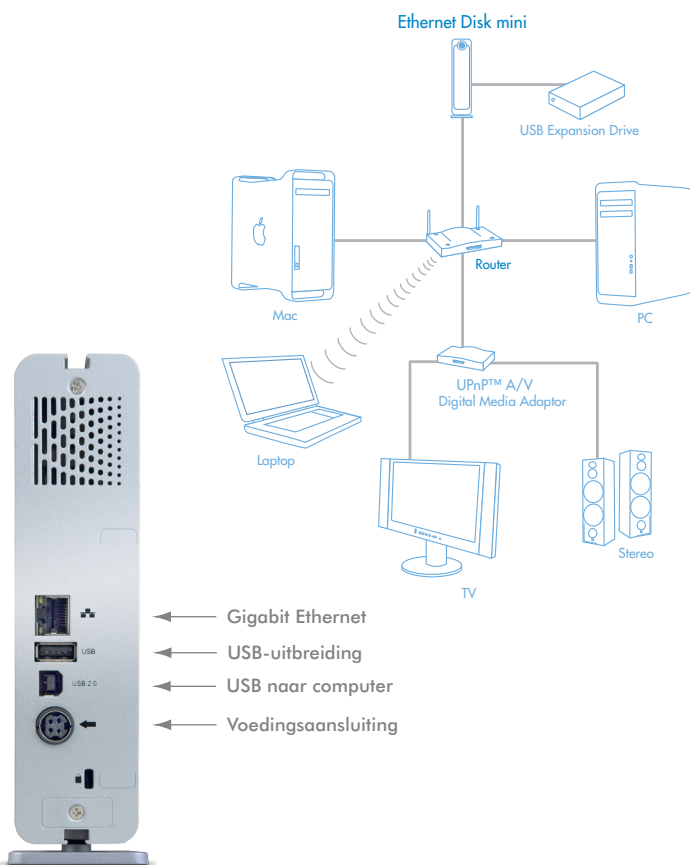 Ethernet Disk mini
USB Expansion Drive
Router
Mac
PC
UPnP™ A/V
Digital Media Adaptor
Laptop
Stereo
TV
Gigabit Ethernet
USB
USB-uitbreiding
USB 2.0
USB naar computer
Voedingsaansluiting